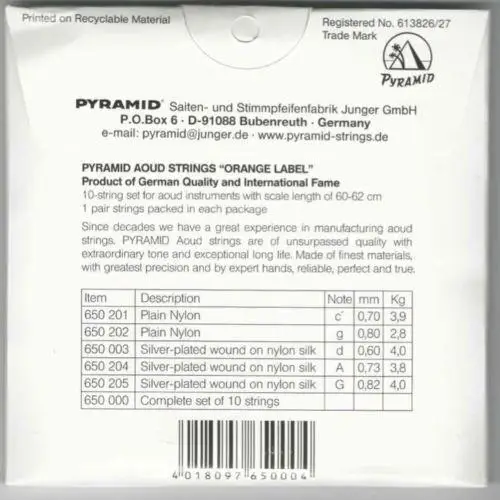 Printed on Recyclable Material
Registered No. 613826/27
Trade Mark
PYRAMID
PYRAMID® Saiten- und Stimmpfeifenfabrik Junger GmbH
P.O.Box 6 · D-91088 Bubenreuth · Germany
e-mail: pyramid@junger.de · www.pyramid-strings.de
PYRAMID AOUD STRINGS “ORANGE LABEL”
Product of German Quality and International Fame
10-string set for aoud instruments with scale length of 60-62 cm
1 pair strings packed in each package
Since decades we have a great experience in manufacturing aoud
strings. PYRAMID Aoud strings are of unsurpassed quality with
extraordinary tone and exceptional long life. Made of finest materials,
with greatest precision and by expert hands, reliable, perfect and true.
Item Description Note mm Kg
650 201 Plain Nylon c' 0,70 3,9
650 202 Plain Nylon g 0,80 2,8
650 003 Silver-plated wound on nylon silk d 0,60 4,0
650 204 Silver-plated wound on nylon silk A 0,73 3,8
650 205 Silver-plated wound on nylon silk G 0,82 4,0
650 000 Complete set of 10 strings
4 018097 650004